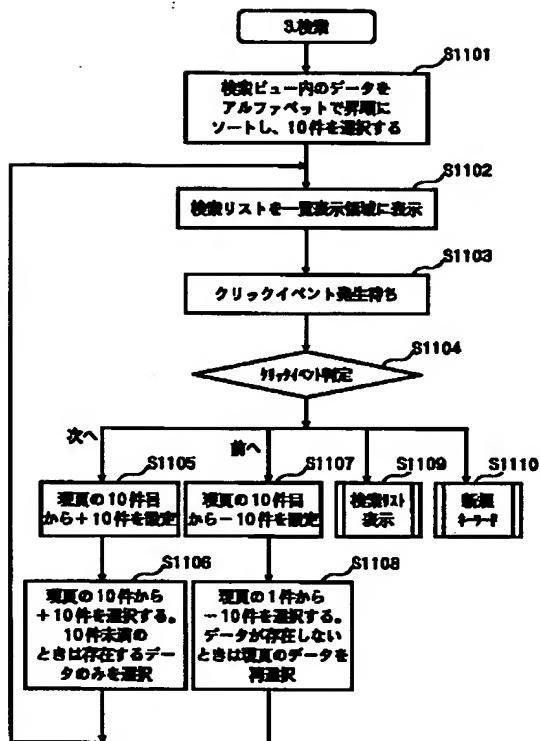 3.検索
S1101
検索ビュー内のデータを
アルファベットで昇順に
ソートし、10件を選択する
S1102
検索リストを一覧表示領域に表示
S1103
クリックイベント発生待ち
S1104
クリックイベント判定
次へ
前へ
S1105
S1107
S1109
S1110
現頁の10件目
から+10件を設定
現頁の10件目
から-10件を設定
検索リスト
表示
新規
キーワード
S1106
S1108
現頁の10件から
+10件を選択する。
10件未満の
ときは存在するデー
タのみを選択
現頁の1件から
-10件を選択する。
データが存在しない
ときは現頁のデータを
再選択